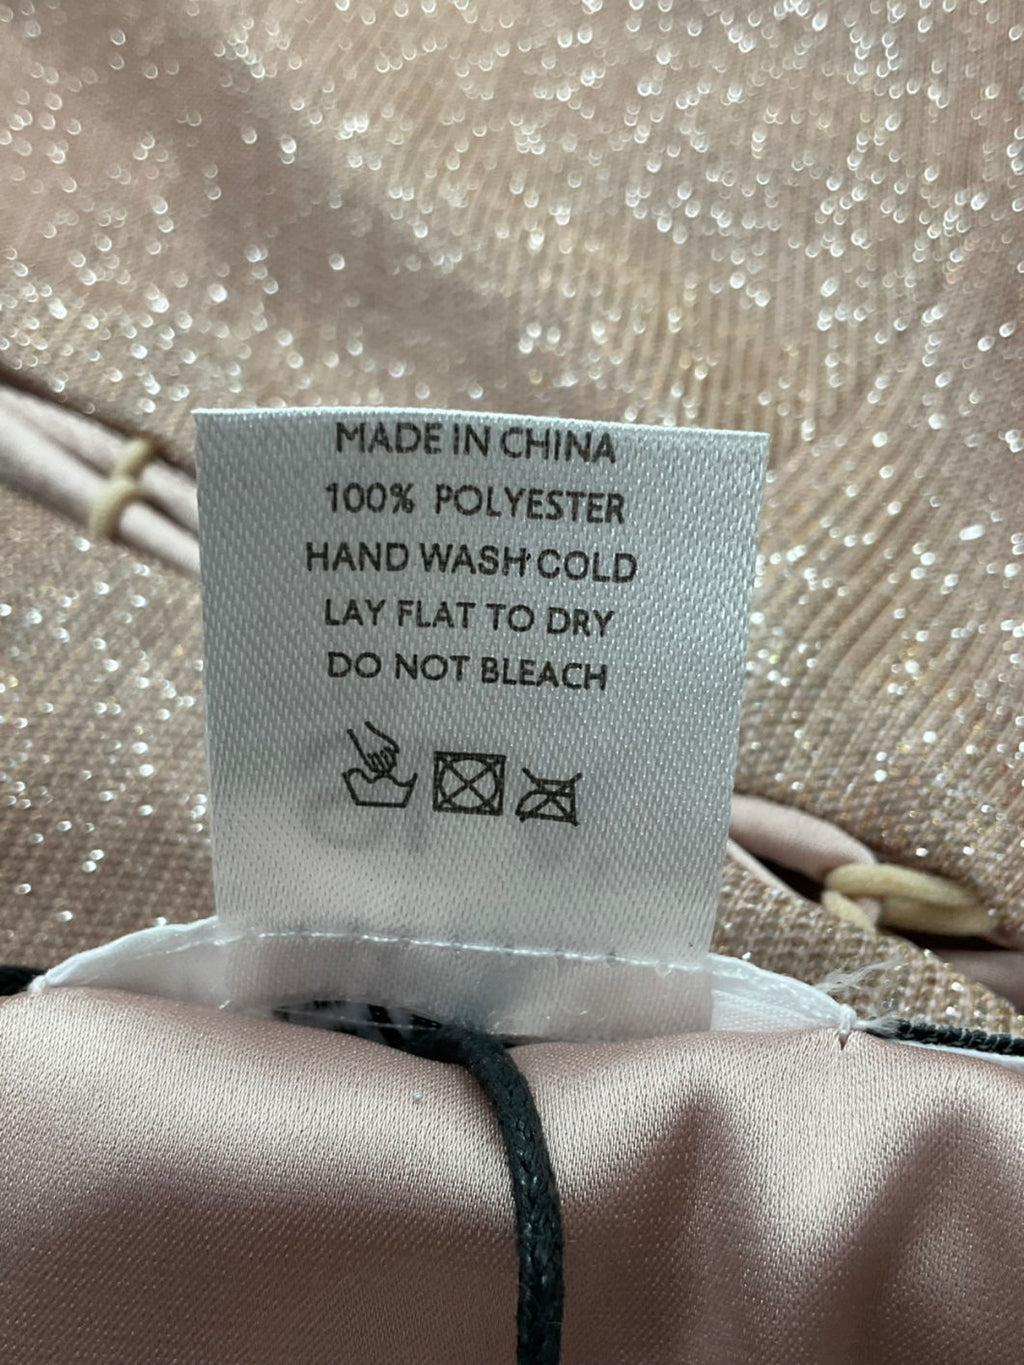 MADE IN CHINA
100% POLYESTER
HAND WASH COLD
LAY FLAT TO DRY
DO NOT BLEACH